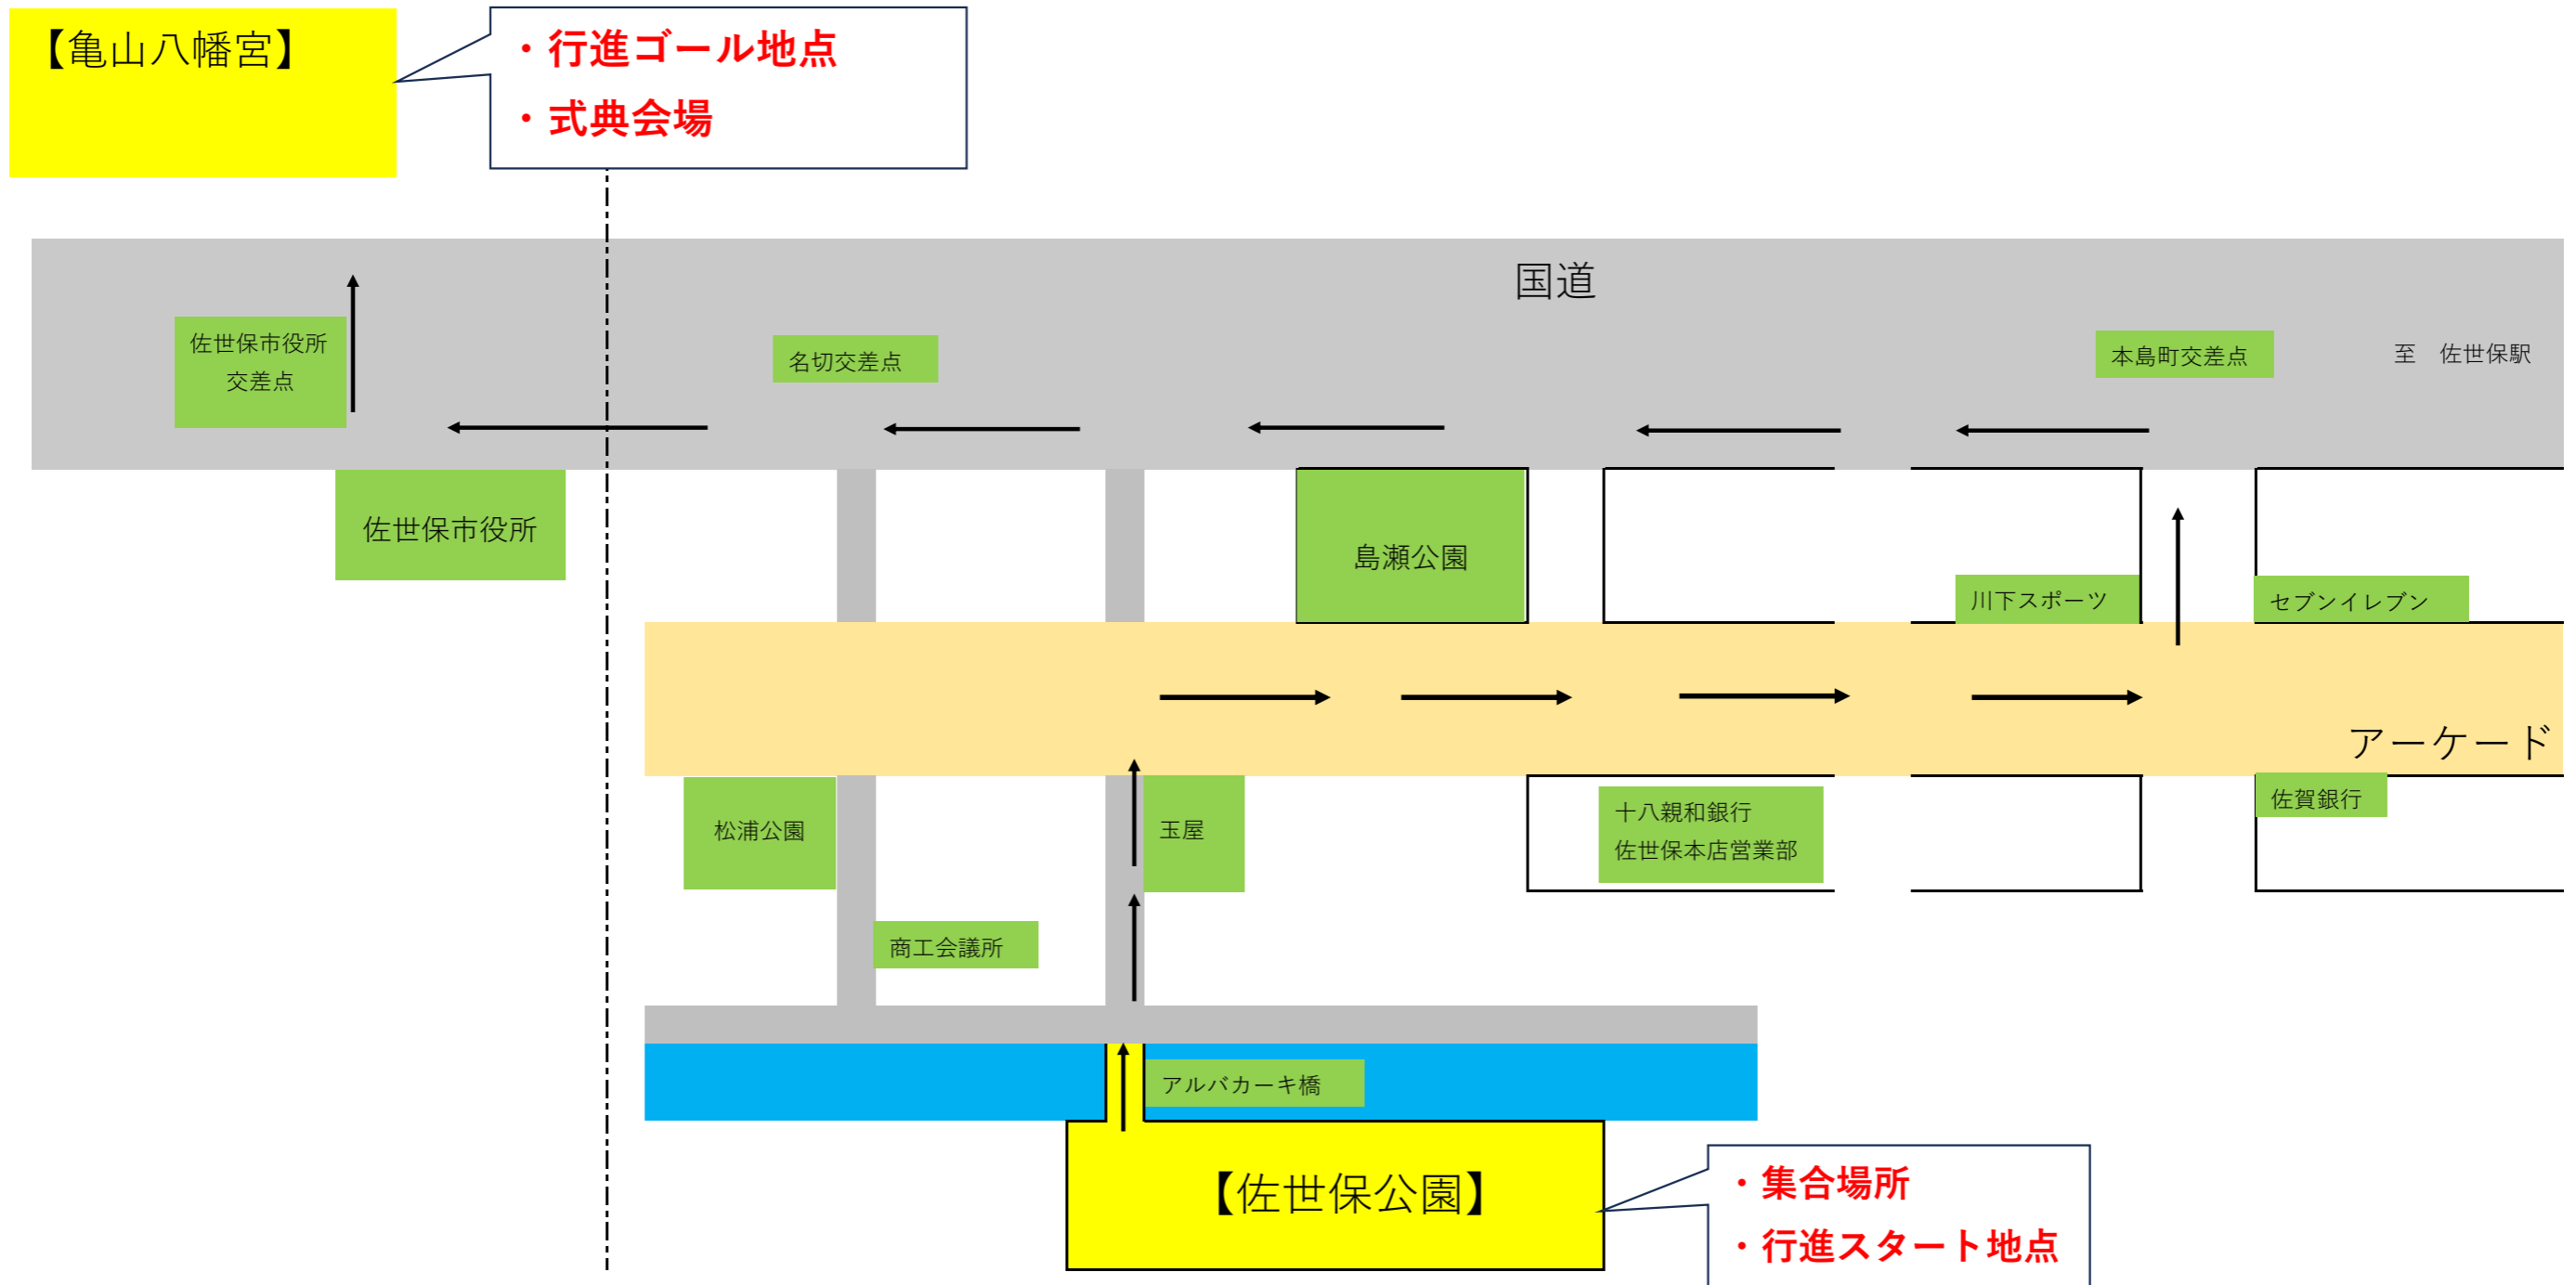 【亀山八幡宮】
・行進ゴール地点
・式典会場
国道
佐世保市役所
交差点
名切交差点
本島町交差点
至　佐世保駅
佐世保市役所
島瀬公園
川下スポーツ
セブンイレブン
アーケード
松浦公園
玉屋
十八親和銀行
佐世保本店営業部
佐賀銀行
商工会議所
アルバカーキ橋
【佐世保公園】
・集合場所
・行進スタート地点